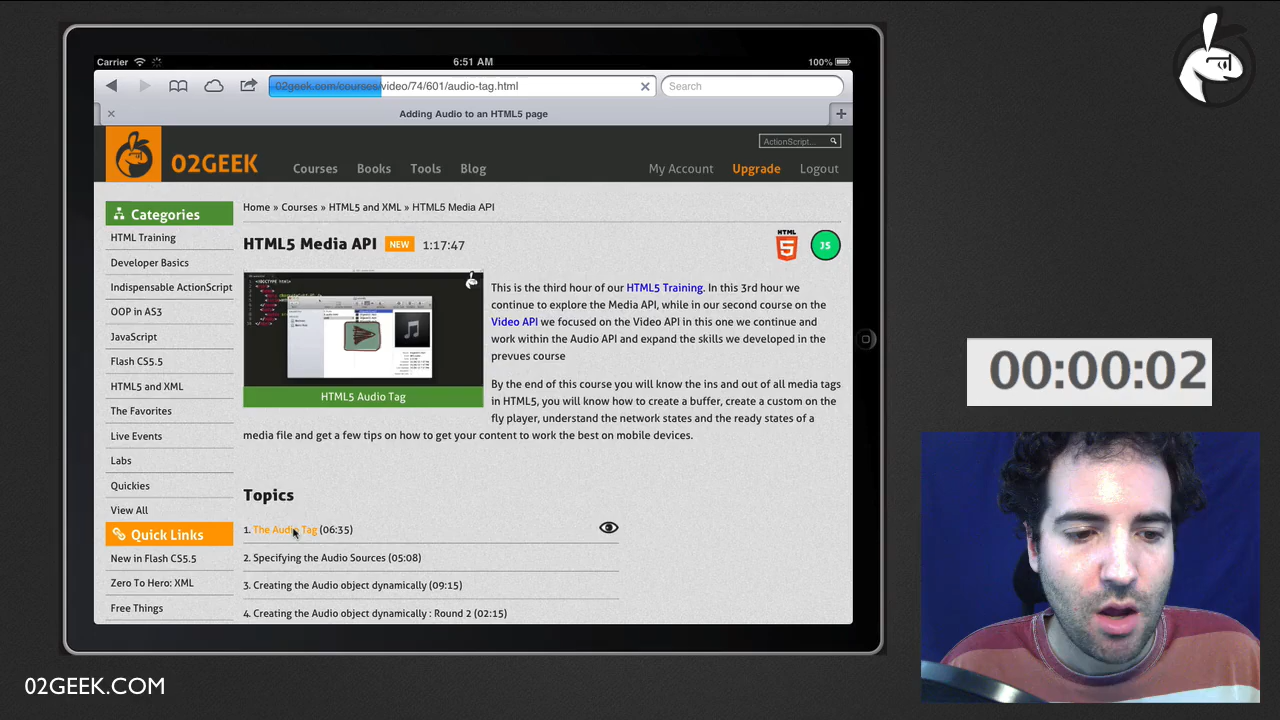 Carrier
6:51 AM
100%
02geek.com/courses/video/74/601/audio-tag.html
Search
Adding Audio to an HTML5 page
ActionScript...
02GEEK
Courses
Books
Tools
Blog
My Account
Upgrade
Logout
Categories
HTML Training
Developer Basics
Indispensable ActionScript
OOP in AS3
JavaScript
Flash CS5.5
HTML5 and XML
The Favorites
Live Events
Labs
Quickies
View All
Quick Links
New in Flash CS5.5
Zero To Hero: XML
Free Things
Home » Courses » HTML5 and XML » HTML5 Media API
HTML5 Media API NEW 1:17:47
HTML
5
JS
HTML5 Audio Tag
This is the third hour of our HTML5 Training. In this 3rd hour we
continue to explore the Media API, while in our second course on the
Video API we focused on the Video API in this one we continue and
work within the Audio API and expand the skills we developed in the
prevues course
By the end of this course you will know the ins and out of all media tags
in HTML5, you will know how to create a buffer, create a custom on the
fly player, understand the network states and the ready states of a
media file and get a few tips on how to get your content to work the best on mobile devices.
Topics
1. The Audio Tag (06:35)
2. Specifying the Audio Sources (05:08)
3. Creating the Audio object dynamically (09:15)
4. Creating the Audio object dynamically : Round 2 (02:15)
00:00:02
02GEEK.COM